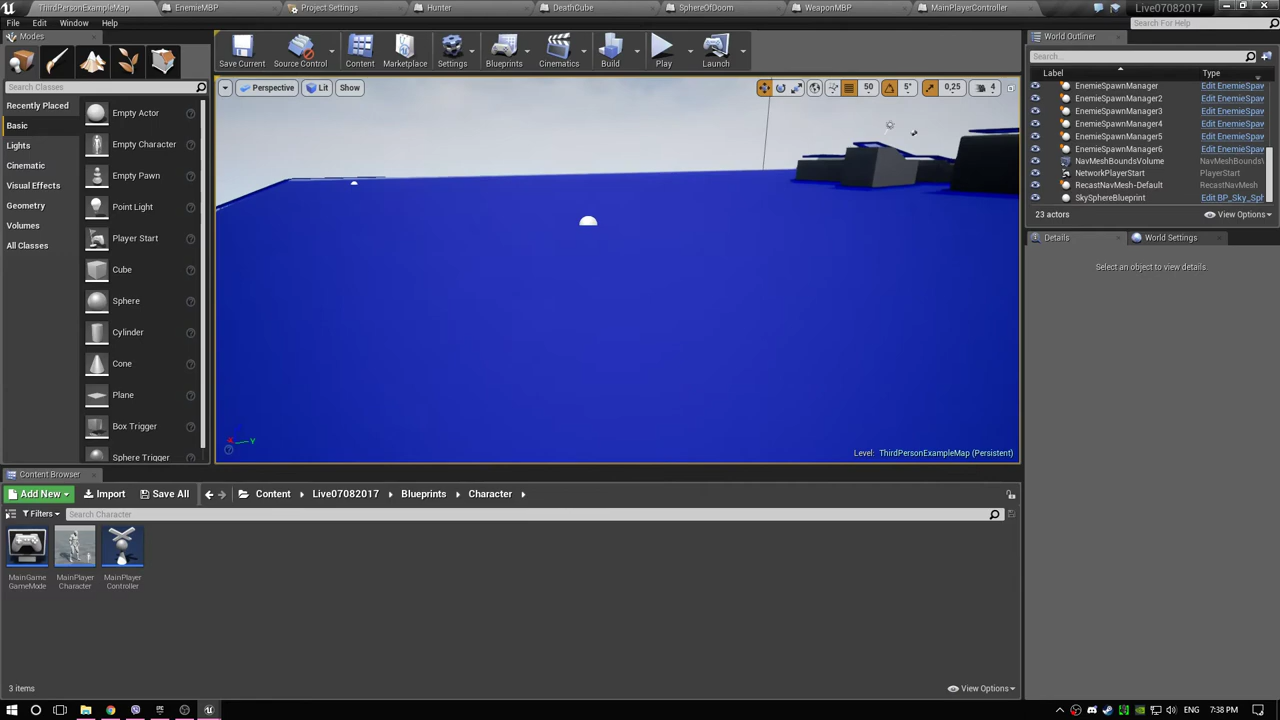 ThirdPersonExampleMap
EnemieMBP
Project Settings
Hunter
DeathCube
SphereOfDoom
WeaponMBP
MainPlayerController
Live07082017
File
Edit
Window
Help
Search For Help
Modes
Save Current
Source Control
Content
Marketplace
Settings
Blueprints
Cinematics
Build
Play
Launch
World Outliner
Search...
Label
Type
EnemieSpawnManager
Edit EnemieSpav
EnemieSpawnManager2
Edit EnemieSpav
EnemieSpawnManager3
Edit EnemieSpav
EnemieSpawnManager4
Edit EnemieSpav
EnemieSpawnManager5
Edit EnemieSpav
EnemieSpawnManager6
Edit EnemieSpav
NavMeshBoundsVolume
NavMeshBounds\
NetworkPlayerStart
PlayerStart
RecastNavMesh-Default
RecastNavMesh
SkySphereBlueprint
Edit BP_Sky_Sph
23 actors
View Options
Details
World Settings
Select an object to view details.
Search Classes
Recently Placed
Basic
Lights
Cinematic
Visual Effects
Geometry
Volumes
All Classes
Empty Actor
Empty Character
Empty Pawn
Point Light
Player Start
Cube
Sphere
Cylinder
Cone
Plane
Box Trigger
Sphere Trigger
Perspective
Lit
Show
50
5°
0,25
4
Level: ThirdPersonExampleMap (Persistent)
Content Browser
Add New
Import
Save All
Content
Live07082017
Blueprints
Character
Filters
Search Character
MainGame
GameMode
MainPlayer
Character
MainPlayer
Controller
3 items
View Options
ENG
7:38 PM